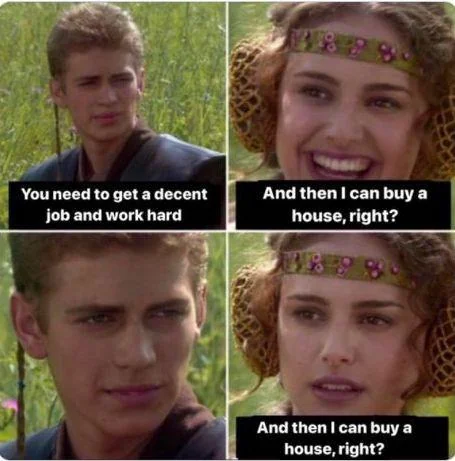 You need to get a decent
job and work hard
And then I can buy a
house, right?
And then I can buy a
house, right?